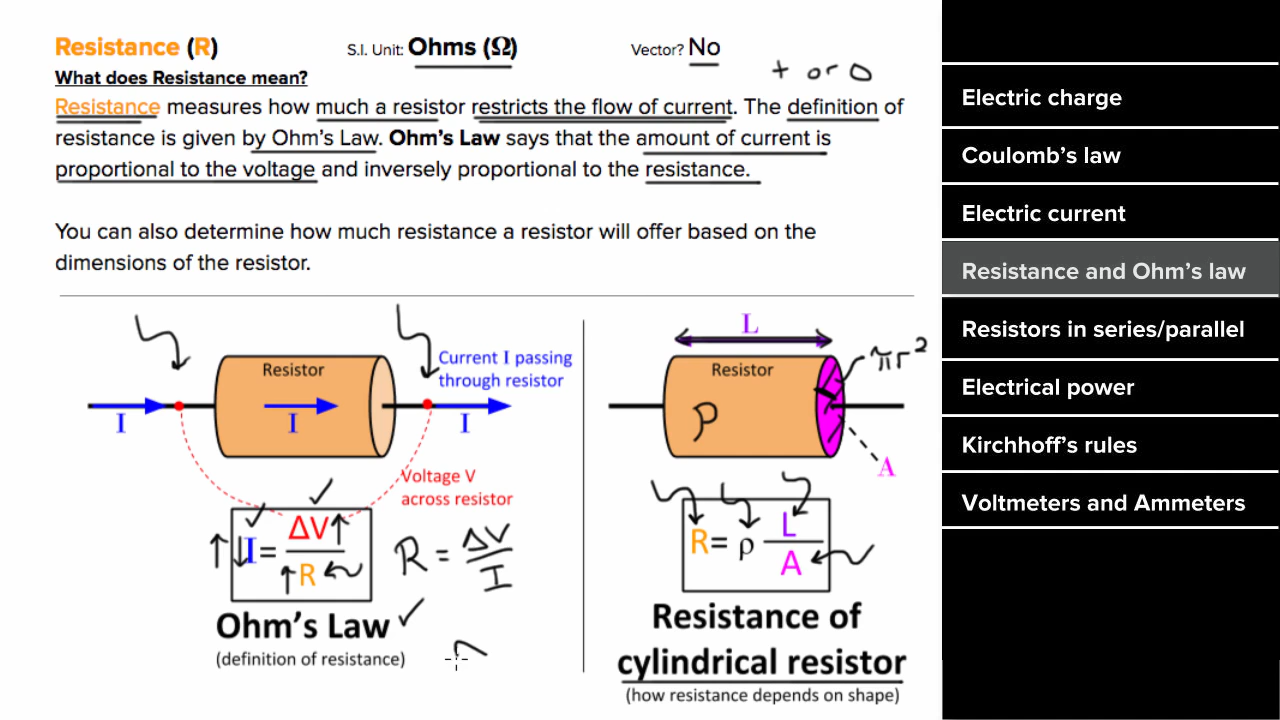 Resistance (R) S.I. Unit: Ohms (Ω) Vector? No
+ or 0
What does Resistance mean?
Resistance measures how much a resistor restricts the flow of current. The definition of
resistance is given by Ohm's Law. Ohm's Law says that the amount of current is
proportional to the voltage and inversely proportional to the resistance.
You can also determine how much resistance a resistor will offer based on the
dimensions of the resistor.
Resistor
Current I passing
through resistor
I
I
I
Voltage V
across resistor
I = ΔV / R
R = ΔV / I
Ohm's Law
(definition of resistance)
L
Resistor
πr²
ρ
A
R = ρ L / A
Resistance of
cylindrical resistor
(how resistance depends on shape)
Electric charge
Coulomb's law
Electric current
Resistance and Ohm's law
Resistors in series/parallel
Electrical power
Kirchhoff's rules
Voltmeters and Ammeters